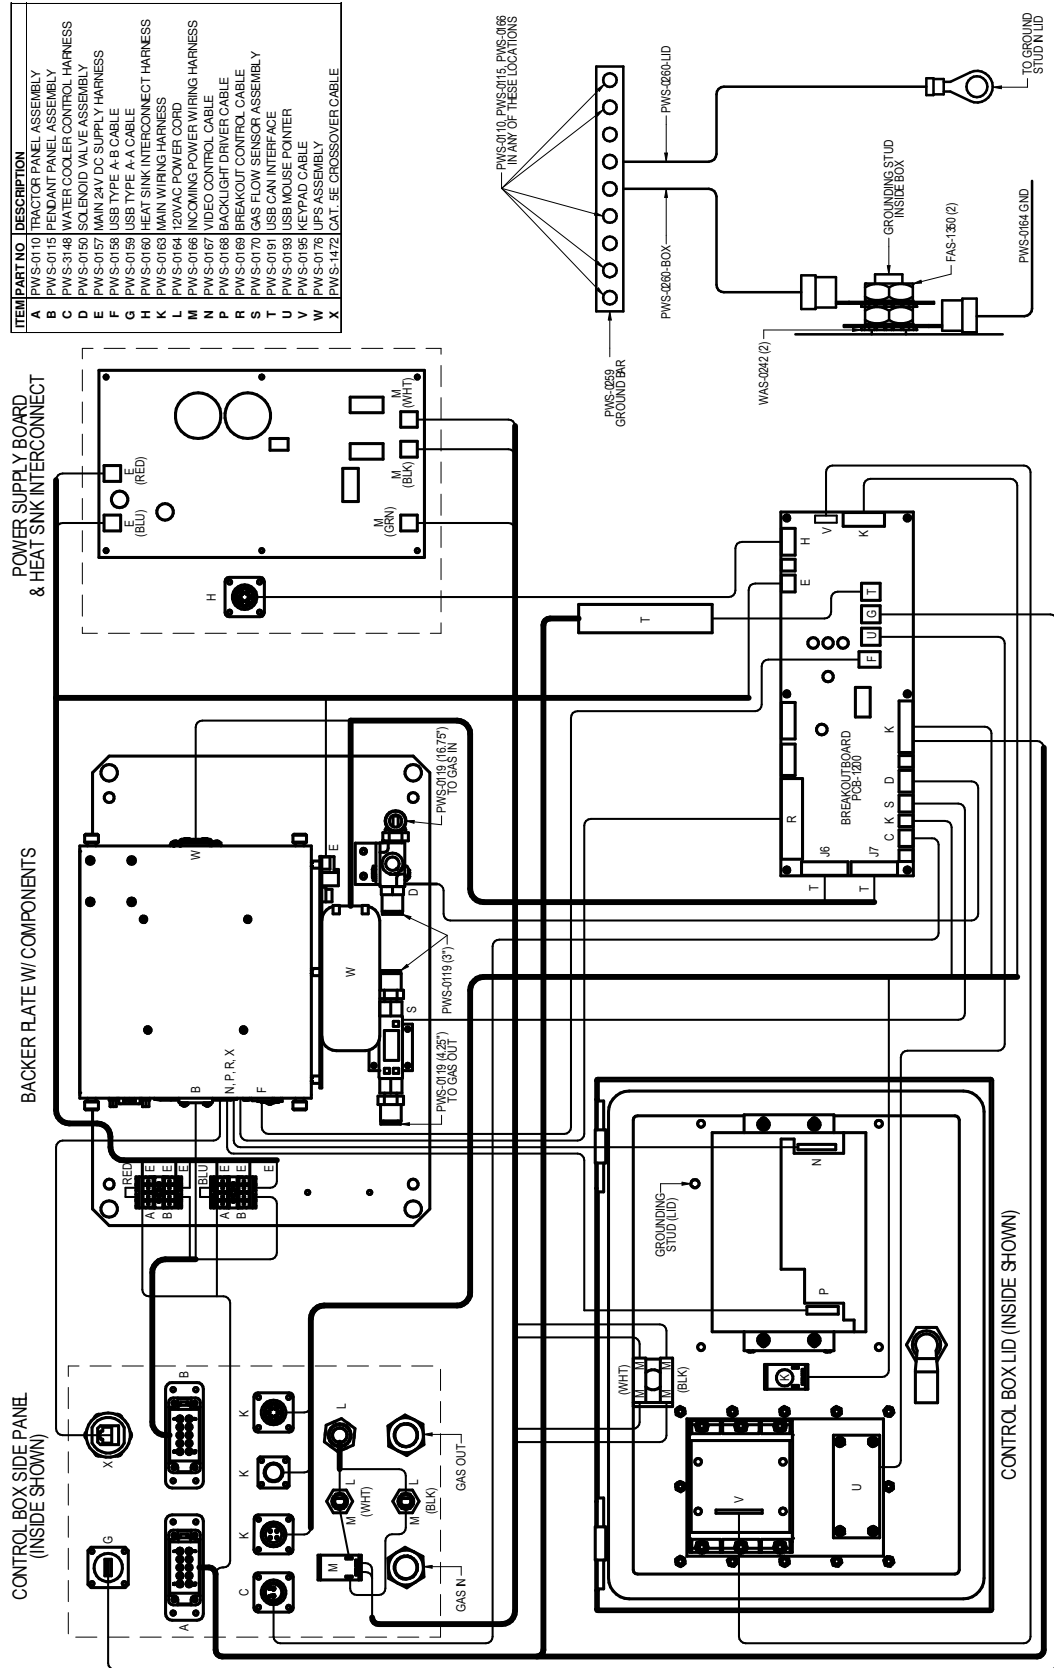 CONTROL BOX SIDE PANEL
(INSIDE SHOWN)
BACKER PLATE W/ COMPONENTS
POWER SUPPLY BOARD
& HEAT SINK INTERCONNECT
ITEM PART NO DESCRIPTION
A PWS-0110 TRACTOR PANEL ASSEMBLY
B PWS-0115 PENDANT PANEL ASSEMBLY
C PWS-3148 WATER COOLER CONTROL HARNESS
D PWS-0150 SOLENOID VALVE ASSEMBLY
E PWS-0157 MAIN 24V DC SUPPLY HARNESS
F PWS-0158 USB TYPE A-B CABLE
G PWS-0159 USB TYPE A-A CABLE
H PWS-0160 HEAT SINK INTERCONNECT HARNESS
K PWS-0163 MAIN WIRING HARNESS
L PWS-0164 120VAC POWER CORD
M PWS-0166 INCOMING POWER WIRING HARNESS
N PWS-0167 VIDEO CONTROL CABLE
P PWS-0168 BACKLIGHT DRIVER CABLE
R PWS-0169 BREAKOUT CONTROL CABLE
S PWS-0170 GAS FLOW SENSOR ASSEMBLY
T PWS-0191 USB CAN INTERFACE
U PWS-0193 USB MOUSE POINTER
V PWS-0195 KEYPAD CABLE
W PWS-0176 UPS ASSEMBLY
X PWS-1472 CAT. 5E CROSSOVER CABLE
G
X
A
B
C
K
K
K
M
M
(WHT)
L
L
M
(BLK)
L
GAS IN
GAS OUT
RED
A E
B E
E
BLU
A E
B E
E
B
N, P, R, X
F
W
W
E
D
S
PWS-0119 (4.25")
TO GAS OUT
PWS-0119 (3")
PWS-0119 (16.75")
TO GAS IN
H
E
(BLU)
E
(RED)
M
(GRN)
M
(BLK)
M
(WHT)
T
(WHT)
M M
M M
(BLK)
J6
J7
T
T
R
BREAKOUT BOARD
PCB-1200
C
K
S
D
K
F
U
G
T
E
H
V
K
GROUNDING
STUD (LID)
N
P
K
V
U
CONTROL BOX LID (INSIDE SHOWN)
PWS-0110, PWS-0115, PWS-0166
IN ANY OF THESE LOCATIONS
PWS-0259
GROUND BAR
PWS-0260-BOX
PWS-0260-LID
TO GROUND
STUD IN LID
WAS-0242 (2)
GROUNDING STUD
INSIDE BOX
FAS-1350 (2)
PWS-0164 GND